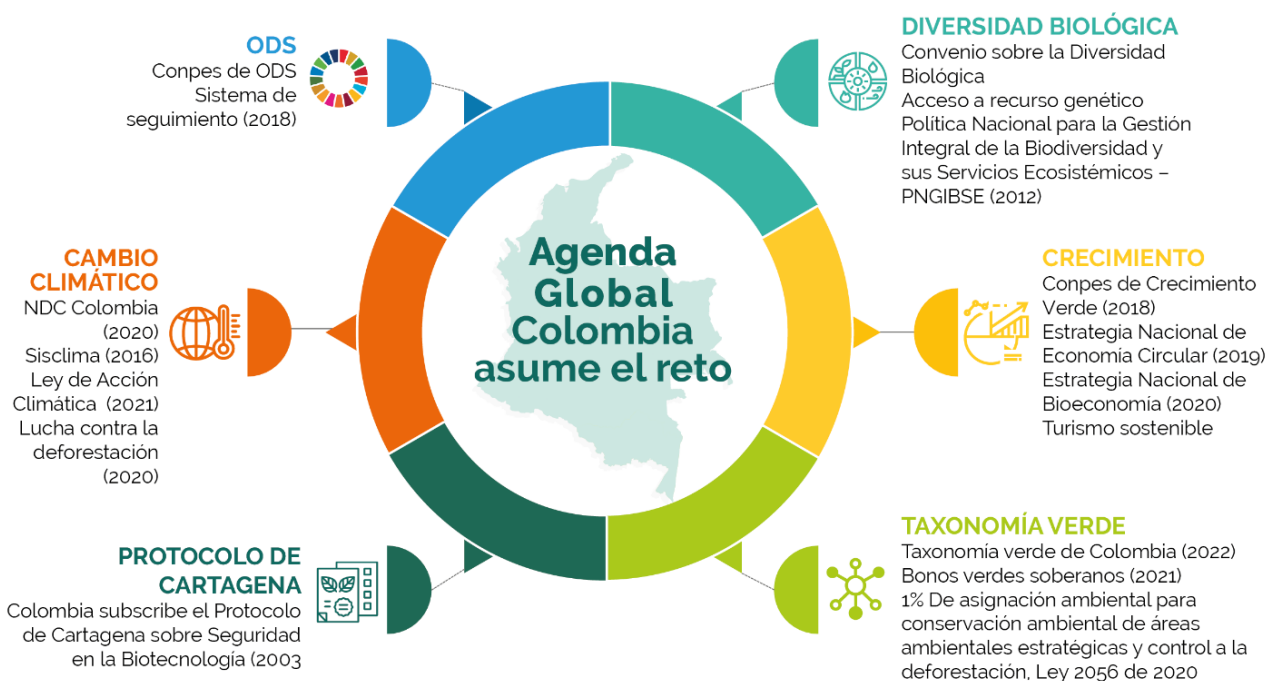 ODS
Conpes de ODS
Sistema de
seguimiento (2018)
DIVERSIDAD BIOLÓGICA
Convenio sobre la Diversidad
Biológica
Acceso a recurso genético
Política Nacional para la Gestión
Integral de la Biodiversidad y
sus Servicios Ecosistémicos –
PNGIBSE (2012)
Agenda
Global
Colombia
asume el reto
CAMBIO
CLIMÁTICO
NDC Colombia
(2020)
Sisclima (2016)
Ley de Acción
Climática (2021)
Lucha contra la
deforestación
(2020)
CRECIMIENTO
Conpes de Crecimiento
Verde (2018)
Estrategia Nacional de
Economía Circular (2019)
Estrategia Nacional de
Bioeconomía (2020)
Turismo sostenible
PROTOCOLO DE
CARTAGENA
Colombia subscribe el Protocolo
de Cartagena sobre Seguridad
en la Biotecnología (2003
TAXONOMÍA VERDE
Taxonomía verde de Colombia (2022)
Bonos verdes soberanos (2021)
1% De asignación ambiental para
conservación ambiental de áreas
ambientales estratégicas y control a la
deforestación, Ley 2056 de 2020